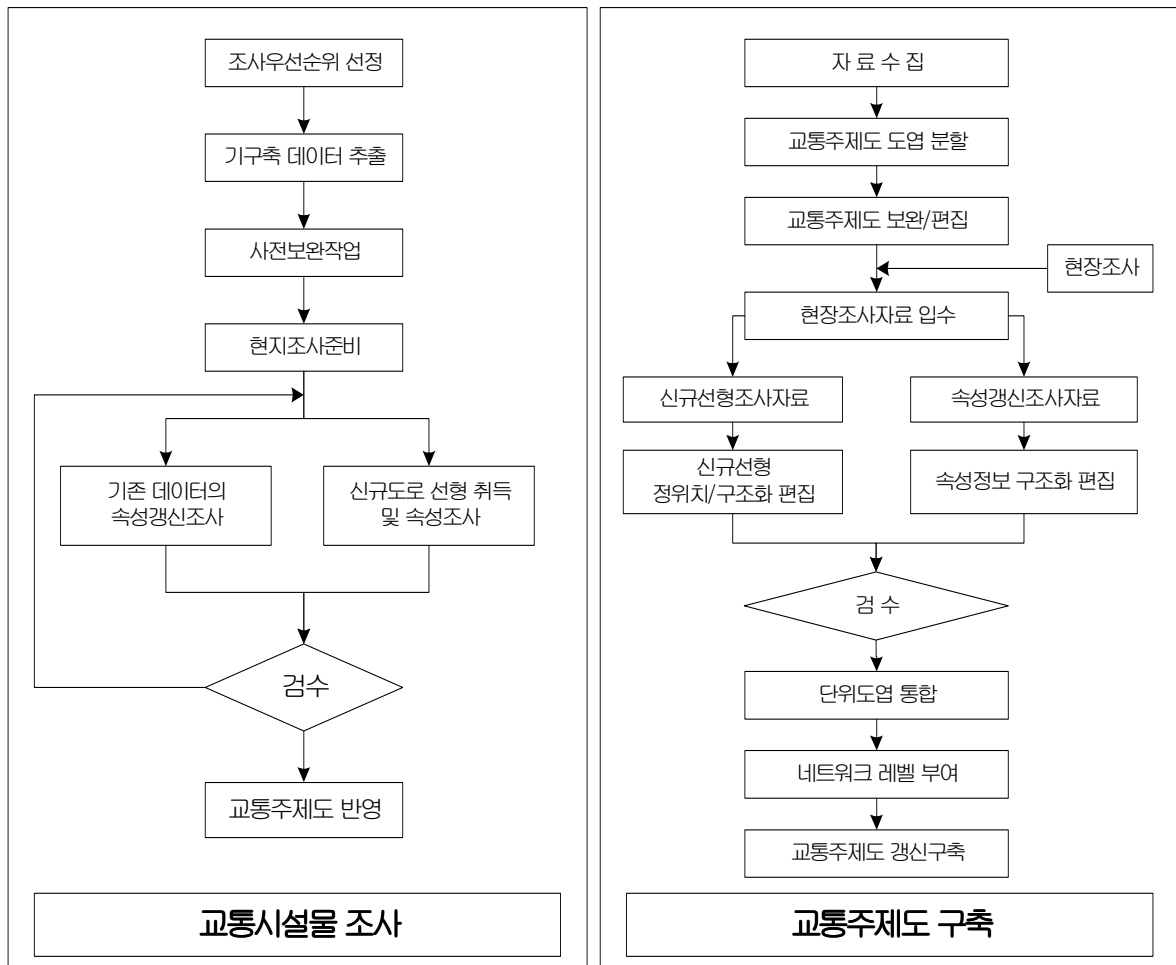 조사우선순위 선정
기구축 데이터 추출
사전보완작업
현지조사준비
기존 데이터의
속성갱신조사
신규도로 선형 취득
및 속성조사
검수
교통주제도 반영
교통시설물 조사
자 료 수 집
교통주제도 도엽 분할
교통주제도 보완/편집
현장조사
현장조사자료 입수
신규선형조사자료
속성갱신조사자료
신규선형
정위치/구조화 편집
속성정보 구조화 편집
검 수
단위도엽 통합
네트워크 레벨 부여
교통주제도 갱신구축
교통주제도 구축